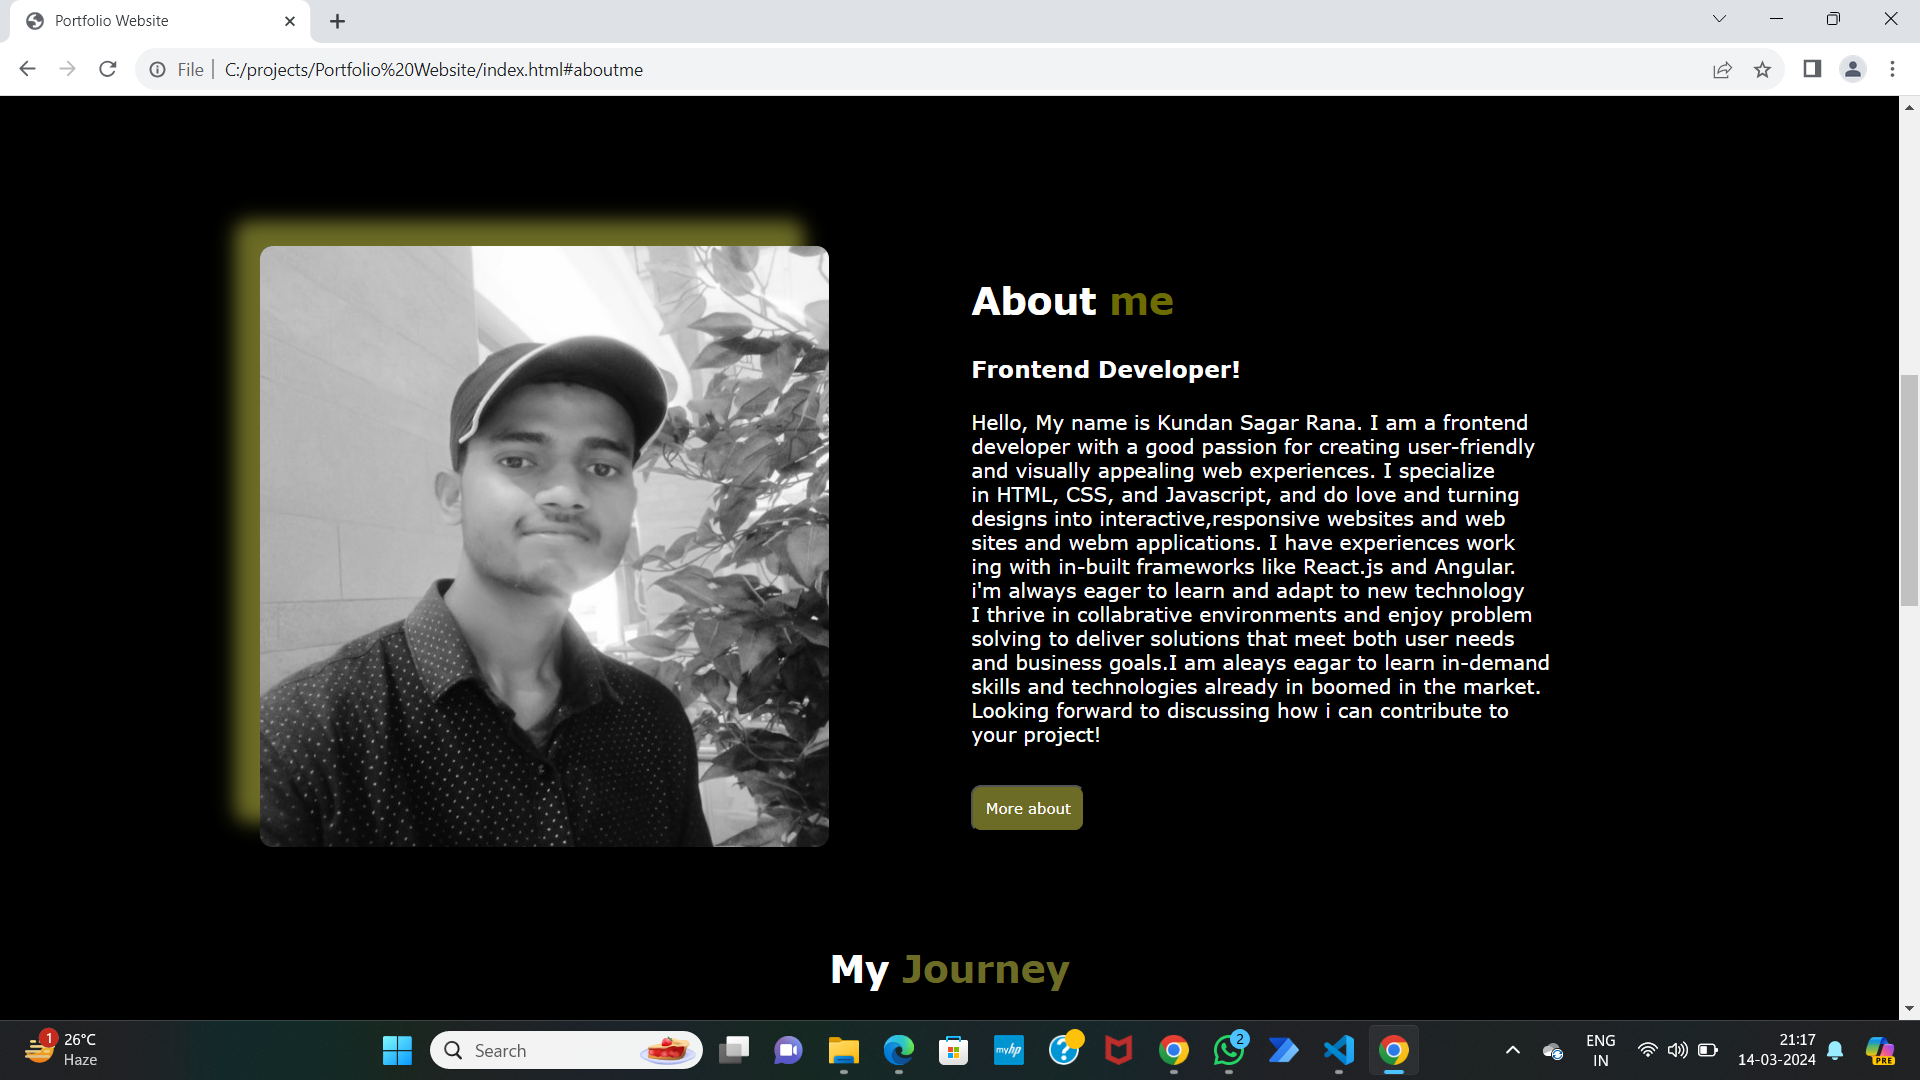 Portfolio Website
File
C:/projects/Portfolio%20Website/index.html#aboutme
About me
Frontend Developer!
Hello, My name is Kundan Sagar Rana. I am a frontend
developer with a good passion for creating user-friendly
and visually appealing web experiences. I specialize
in HTML, CSS, and Javascript, and do love and turning
designs into interactive,responsive websites and web
sites and webm applications. I have experiences work
ing with in-built frameworks like React.js and Angular.
i'm always eager to learn and adapt to new technology
I thrive in collabrative environments and enjoy problem
solving to deliver solutions that meet both user needs
and business goals.I am aleays eagar to learn in-demand
skills and technologies already in boomed in the market.
Looking forward to discussing how i can contribute to
your project!
More about
My Journey
1
26°C
Haze
Search
myhp
?
2
ENG
IN
21:17
14-03-2024
PRE